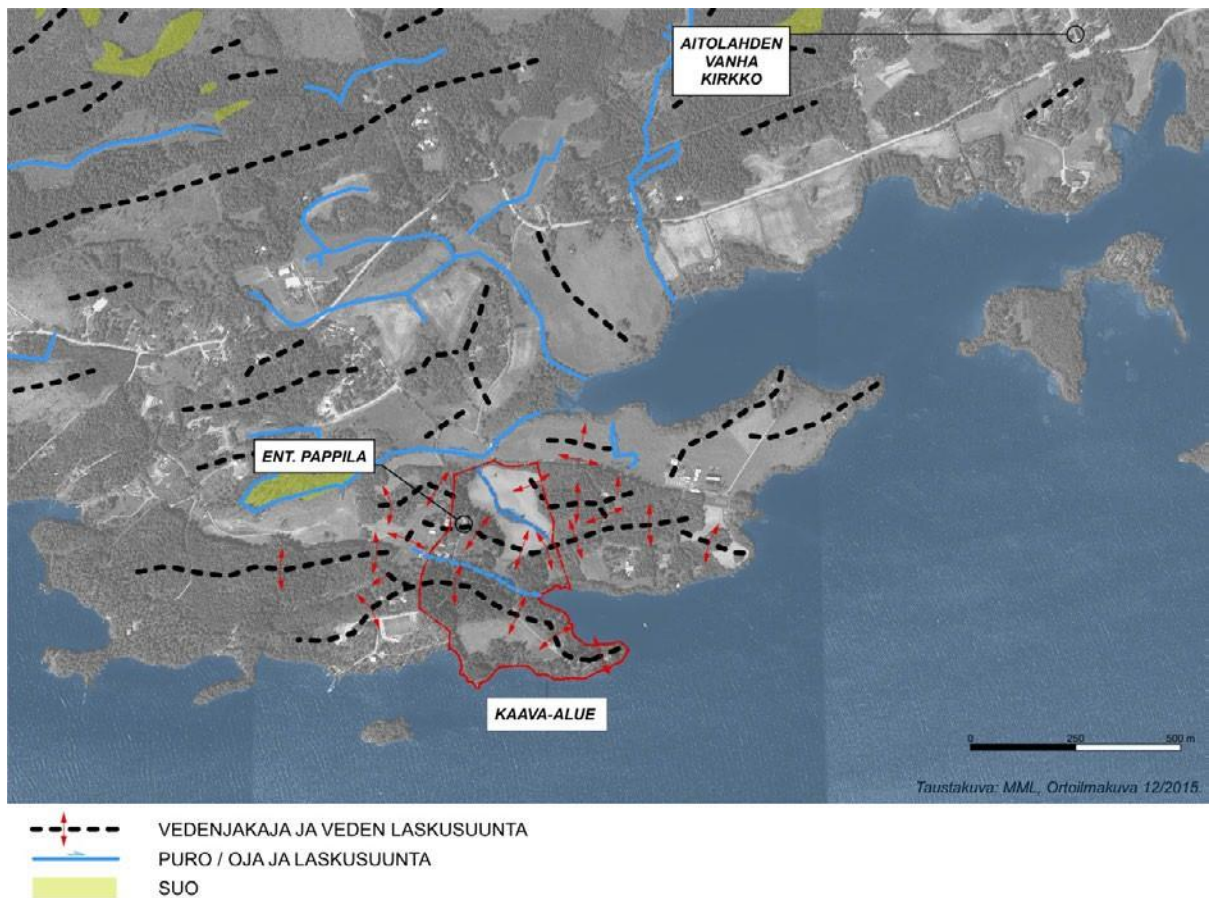 AITOLAHDEN
VANHA
KIRKKO
ENT. PAPPILA
KAAVA-ALUE
0 250 500 m
Taustakuva: MML, Ortoilmakuva 12/2015.
VEDENJAKAJA JA VEDEN LASKUSUUNTA
PURO / OJA JA LASKUSUUNTA
SUO